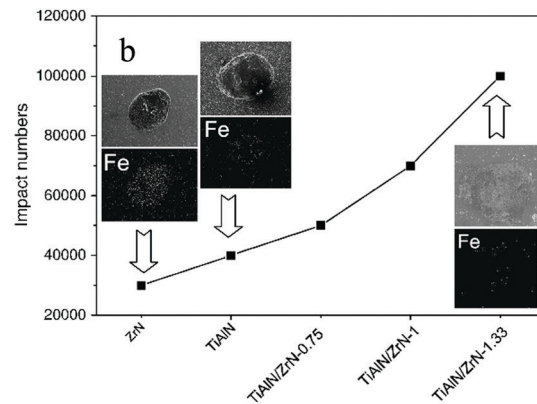 b
Fe
Fe
Fe
Impact numbers
100000
80000
60000
40000
20000
ZrN
TiAlN
TiAlN/ZrN-0.75
TiAlN/ZrN-1
TiAlN/ZrN-1.33